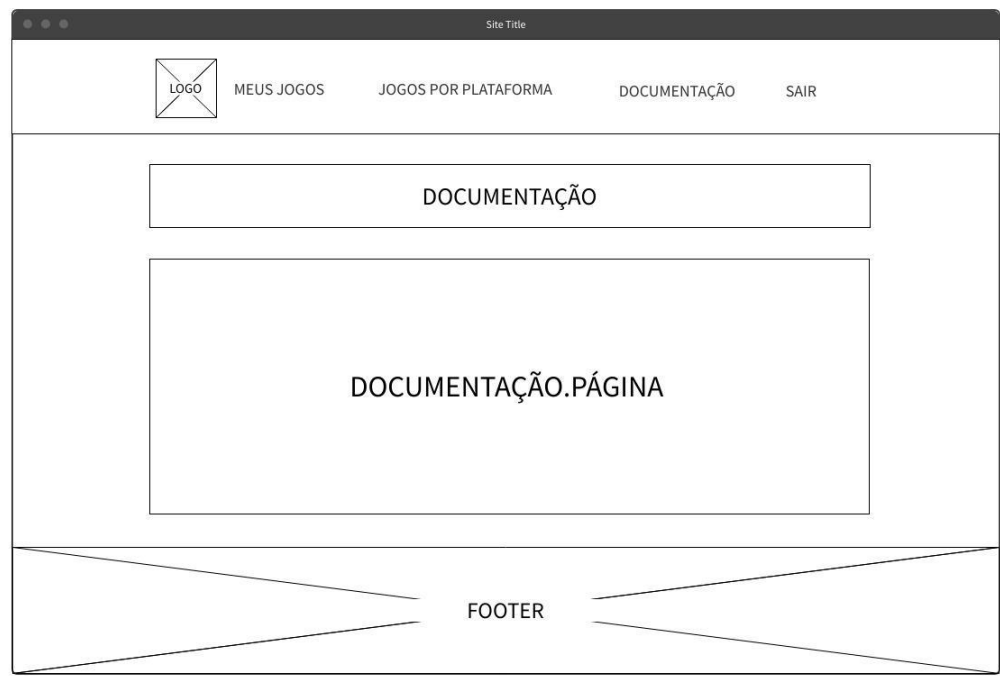 Site Title
LOGO
MEUS JOGOS
JOGOS POR PLATAFORMA
DOCUMENTAÇÃO
SAIR
DOCUMENTAÇÃO
DOCUMENTAÇÃO.PÁGINA
FOOTER